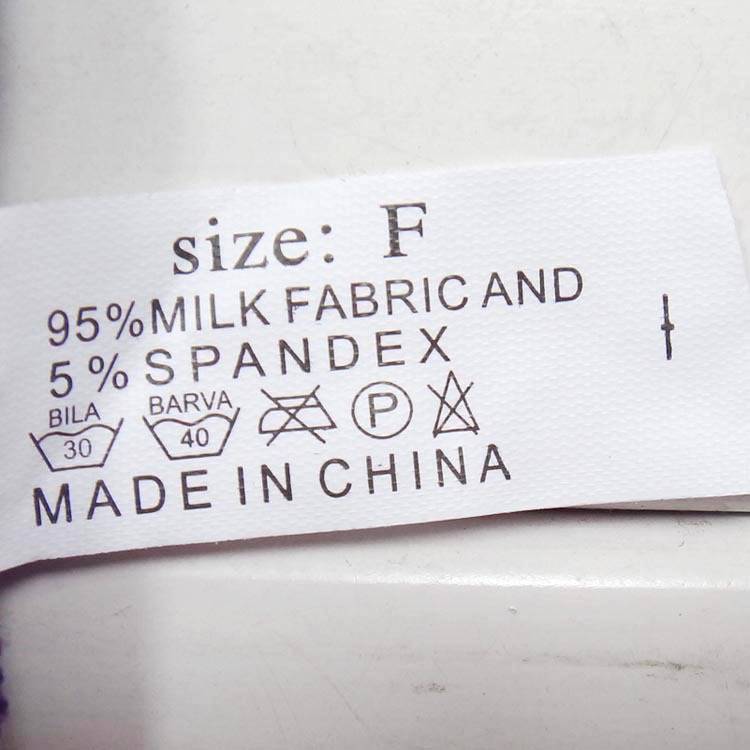 size: F
95%MILK FABRIC AND
5%SPANDEX
BILA BARVA
30 40 P
MADE IN CHINA